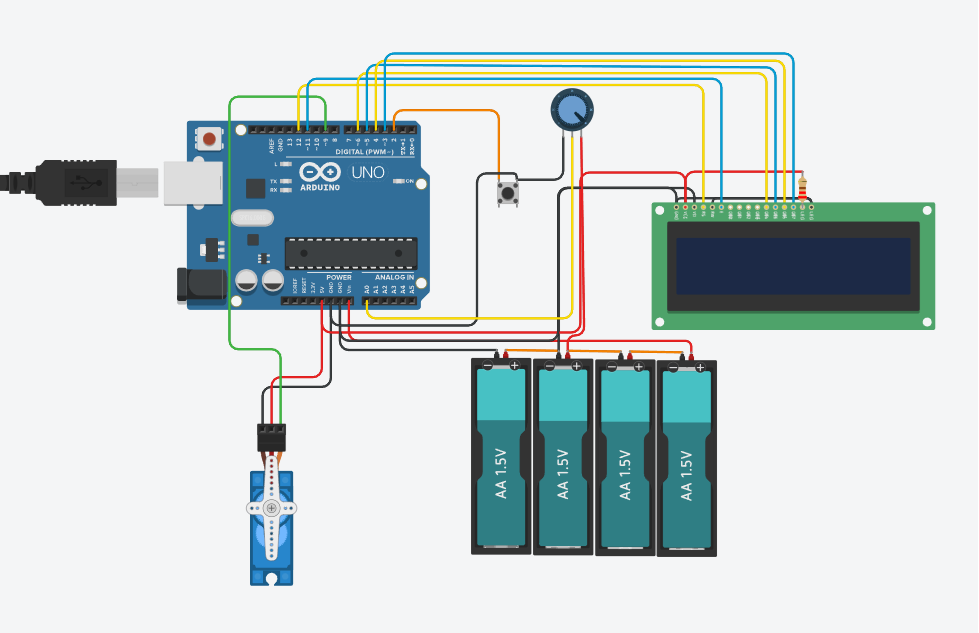 AREF
GND
13
12
~11
~10
~9
8
7
~6
~5
4
~3
2
TX→1
RX←0
DIGITAL (PWM~)
L
TX
RX
ARDUINO
UNO
ON
POWER
ANALOG IN
IOREF
RESET
3.3V
5V
GND
GND
Vin
A0
A1
A2
A3
A4
A5
AA 1.5V
AA 1.5V
AA 1.5V
AA 1.5V